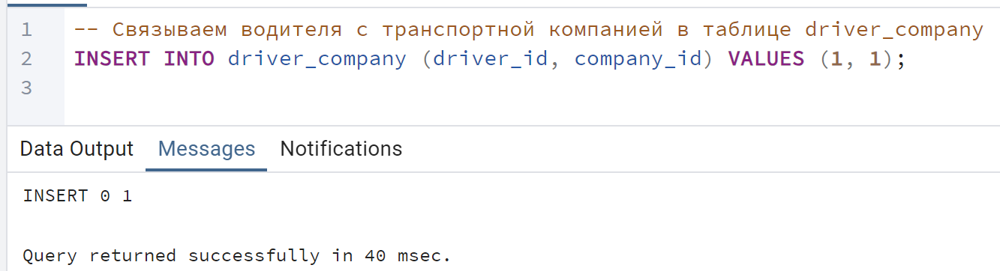 1 -- Связываем водителя с транспортной компанией в таблице driver_company
2 INSERT INTO driver_company (driver_id, company_id) VALUES (1, 1);
3
Data Output Messages Notifications
INSERT 0 1
Query returned successfully in 40 msec.